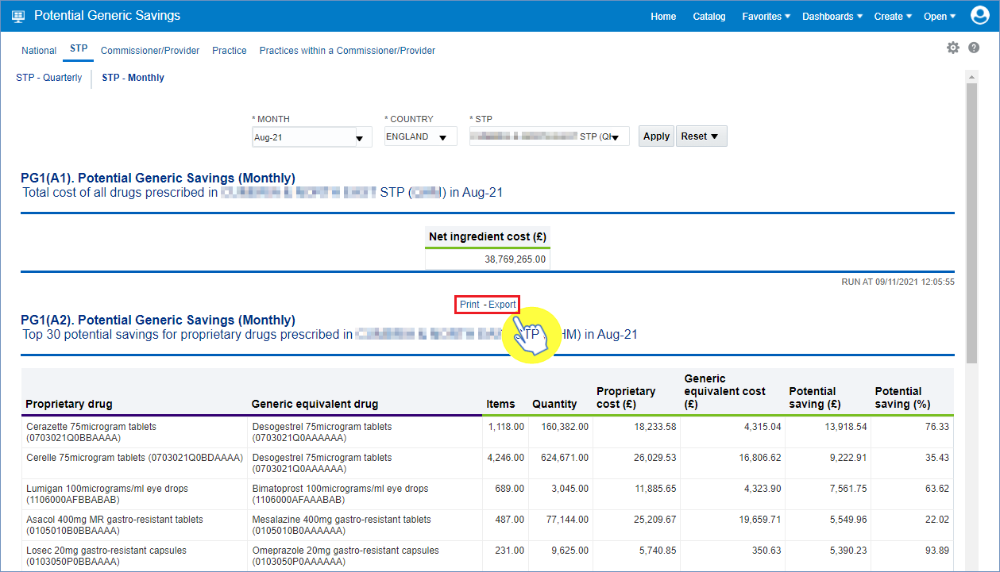 Potential Generic Savings
Home Catalog Favorites Dashboards Create Open
National STP Commissioner/Provider Practice Practices within a Commissioner/Provider
STP - Quarterly STP - Monthly
* MONTH * COUNTRY * STP
Aug-21 ENGLAND STP Apply Reset
PG1(A1). Potential Generic Savings (Monthly)
Total cost of all drugs prescribed in STP in Aug-21
Net ingredient cost (£)
38,769,265.00
RUN AT 09/11/2021 12:05:55
Print - Export
PG1(A2). Potential Generic Savings (Monthly)
Top 30 potential savings for proprietary drugs prescribed in STP HM) in Aug-21
Generic
Proprietary equivalent cost Potential Potential
Proprietary drug Generic equivalent drug Items Quantity cost (£) (£) saving (£) saving (%)
Cerazette 75microgram tablets Desogestrel 75microgram tablets 1,118.00 160,382.00 18,233.58 4,315.04 13,918.54 76.33
(0703021Q0BBAAAA) (0703021Q0AAAAAA)
Cerelle 75microgram tablets (0703021Q0BDAAAA) Desogestrel 75microgram tablets 4,246.00 624,671.00 26,029.53 16,806.62 9,222.91 35.43
(0703021Q0AAAAAA)
Lumigan 100micrograms/ml eye drops Bimatoprost 100micrograms/ml eye drops 689.00 3,045.00 11,885.65 4,323.90 7,561.75 63.62
(1106000AFBBABAB) (1106000AFAAABAB)
Asacol 400mg MR gastro-resistant tablets Mesalazine 400mg gastro-resistant tablets 487.00 77,144.00 25,209.67 19,659.71 5,549.96 22.02
(0105010B0BBAAAA) (0105010B0AAAAAA)
Losec 20mg gastro-resistant capsules Omeprazole 20mg gastro-resistant capsules 231.00 9,625.00 5,740.85 350.63 5,390.23 93.89
(0103050P0BBAAAA) (0103050P0AAAAAA)